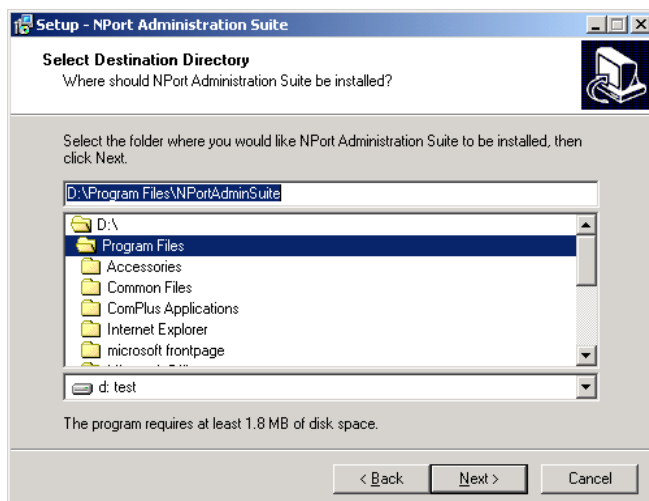 Setup - NPort Administration Suite
Select Destination Directory
Where should NPort Administration Suite be installed?
Select the folder where you would like NPort Administration Suite to be installed, then
click Next.
D:\Program Files\NPortAdminSuite
D:\
Program Files
Accessories
Common Files
ComPlus Applications
Internet Explorer
microsoft frontpage
d: test
The program requires at least 1.8 MB of disk space.
< Back
Next >
Cancel